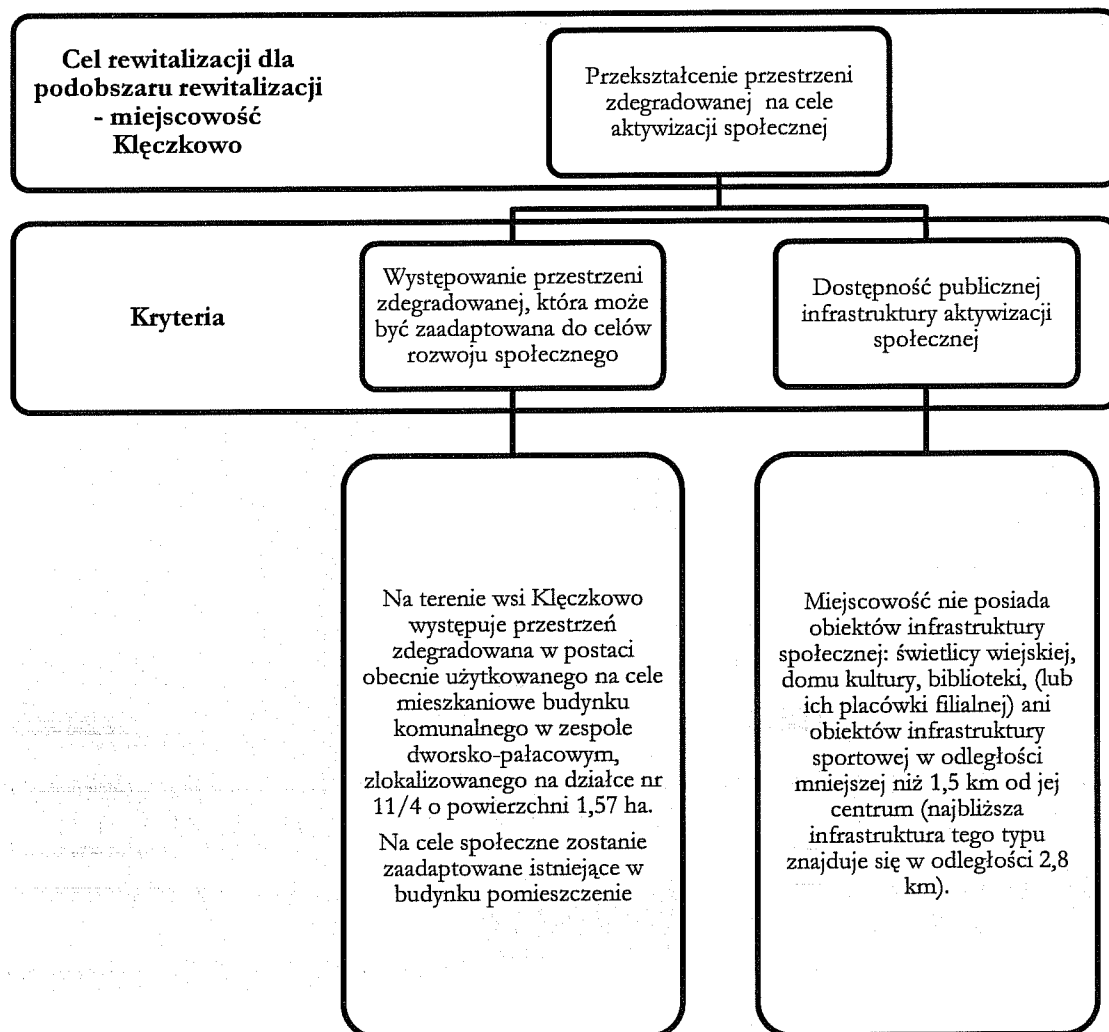 Cel rewitalizacji dla
podobszaru rewitalizacji
- miejscowość
Klęczkowo
Przekształcenie przestrzeni
zdegradowanej na cele
aktywizacji społecznej
Kryteria
Występowanie przestrzeni
zdegradowanej, która może
być zaadaptowana do celów
rozwoju społecznego
Dostępność publicznej
infrastruktury aktywizacji
społecznej
Na terenie wsi Klęczkowo
występuje przestrzeń
zdegradowana w postaci
obecnie użytkowanego na cele
mieszkaniowe budynku
komunalnego w zespole
dworsko-pałacowym,
zlokalizowanego na działce nr
11/4 o powierzchni 1,57 ha.
Na cele społeczne zostanie
zaadaptowane istniejące w
budynku pomieszczenie
Miejscowość nie posiada
obiektów infrastruktury
społecznej: świetlicy wiejskiej,
domu kultury, biblioteki, (lub
ich placówki filialnej) ani
obiektów infrastruktury
sportowej w odległości
mniejszej niż 1,5 km od jej
centrum (najbliższa
infrastruktura tego typu
znajduje się w odległości 2,8
km).